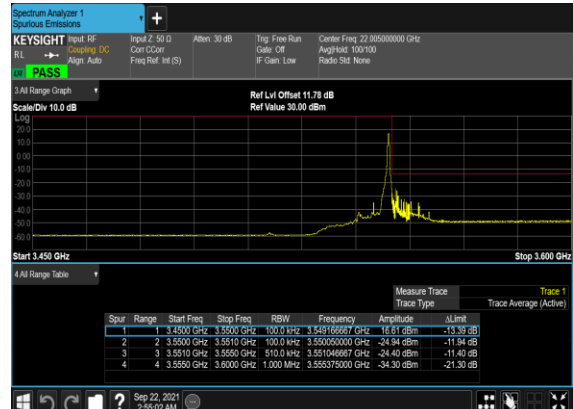 Spectrum Analyzer 1
Spurious Emissions
+
KEYSIGHT Input: RF Input Z: 50 Ω Atten: 30 dB Trig: Free Run Center Freq: 22.005000000 GHz
RL Coupling: DC Corr CCorr Gate: Off Avg|Hold: 100/100
Align: Auto Freq Ref: Int (S) IF Gain: Low Radio Std: None
PASS
3 All Range Graph
Ref Lvl Offset 11.78 dB
Scale/Div 10.0 dB Ref Value 30.00 dBm
Log
20.0
10.0
0.00
-10.0
-20.0
-30.0
-40.0
-50.0
-60.0
Start 3.450 GHz Stop 3.600 GHz
4 All Range Table
Measure Trace Trace 1
Trace Type Trace Average (Active)
Spur Range Start Freq Stop Freq RBW Frequency Amplitude ΔLimit
1 1 3.4500 GHz 3.5500 GHz 100.0 kHz 3.549166667 GHz 16.61 dBm -13.39 dB
2 2 3.5500 GHz 3.5510 GHz 100.0 kHz 3.550050000 GHz -24.94 dBm -11.94 dB
3 3 3.5510 GHz 3.5550 GHz 510.0 kHz 3.551046667 GHz -24.40 dBm -11.40 dB
4 4 3.5550 GHz 3.6000 GHz 1.000 MHz 3.555375000 GHz -34.30 dBm -21.30 dB
?
Sep 22, 2021
2:55:02 AM